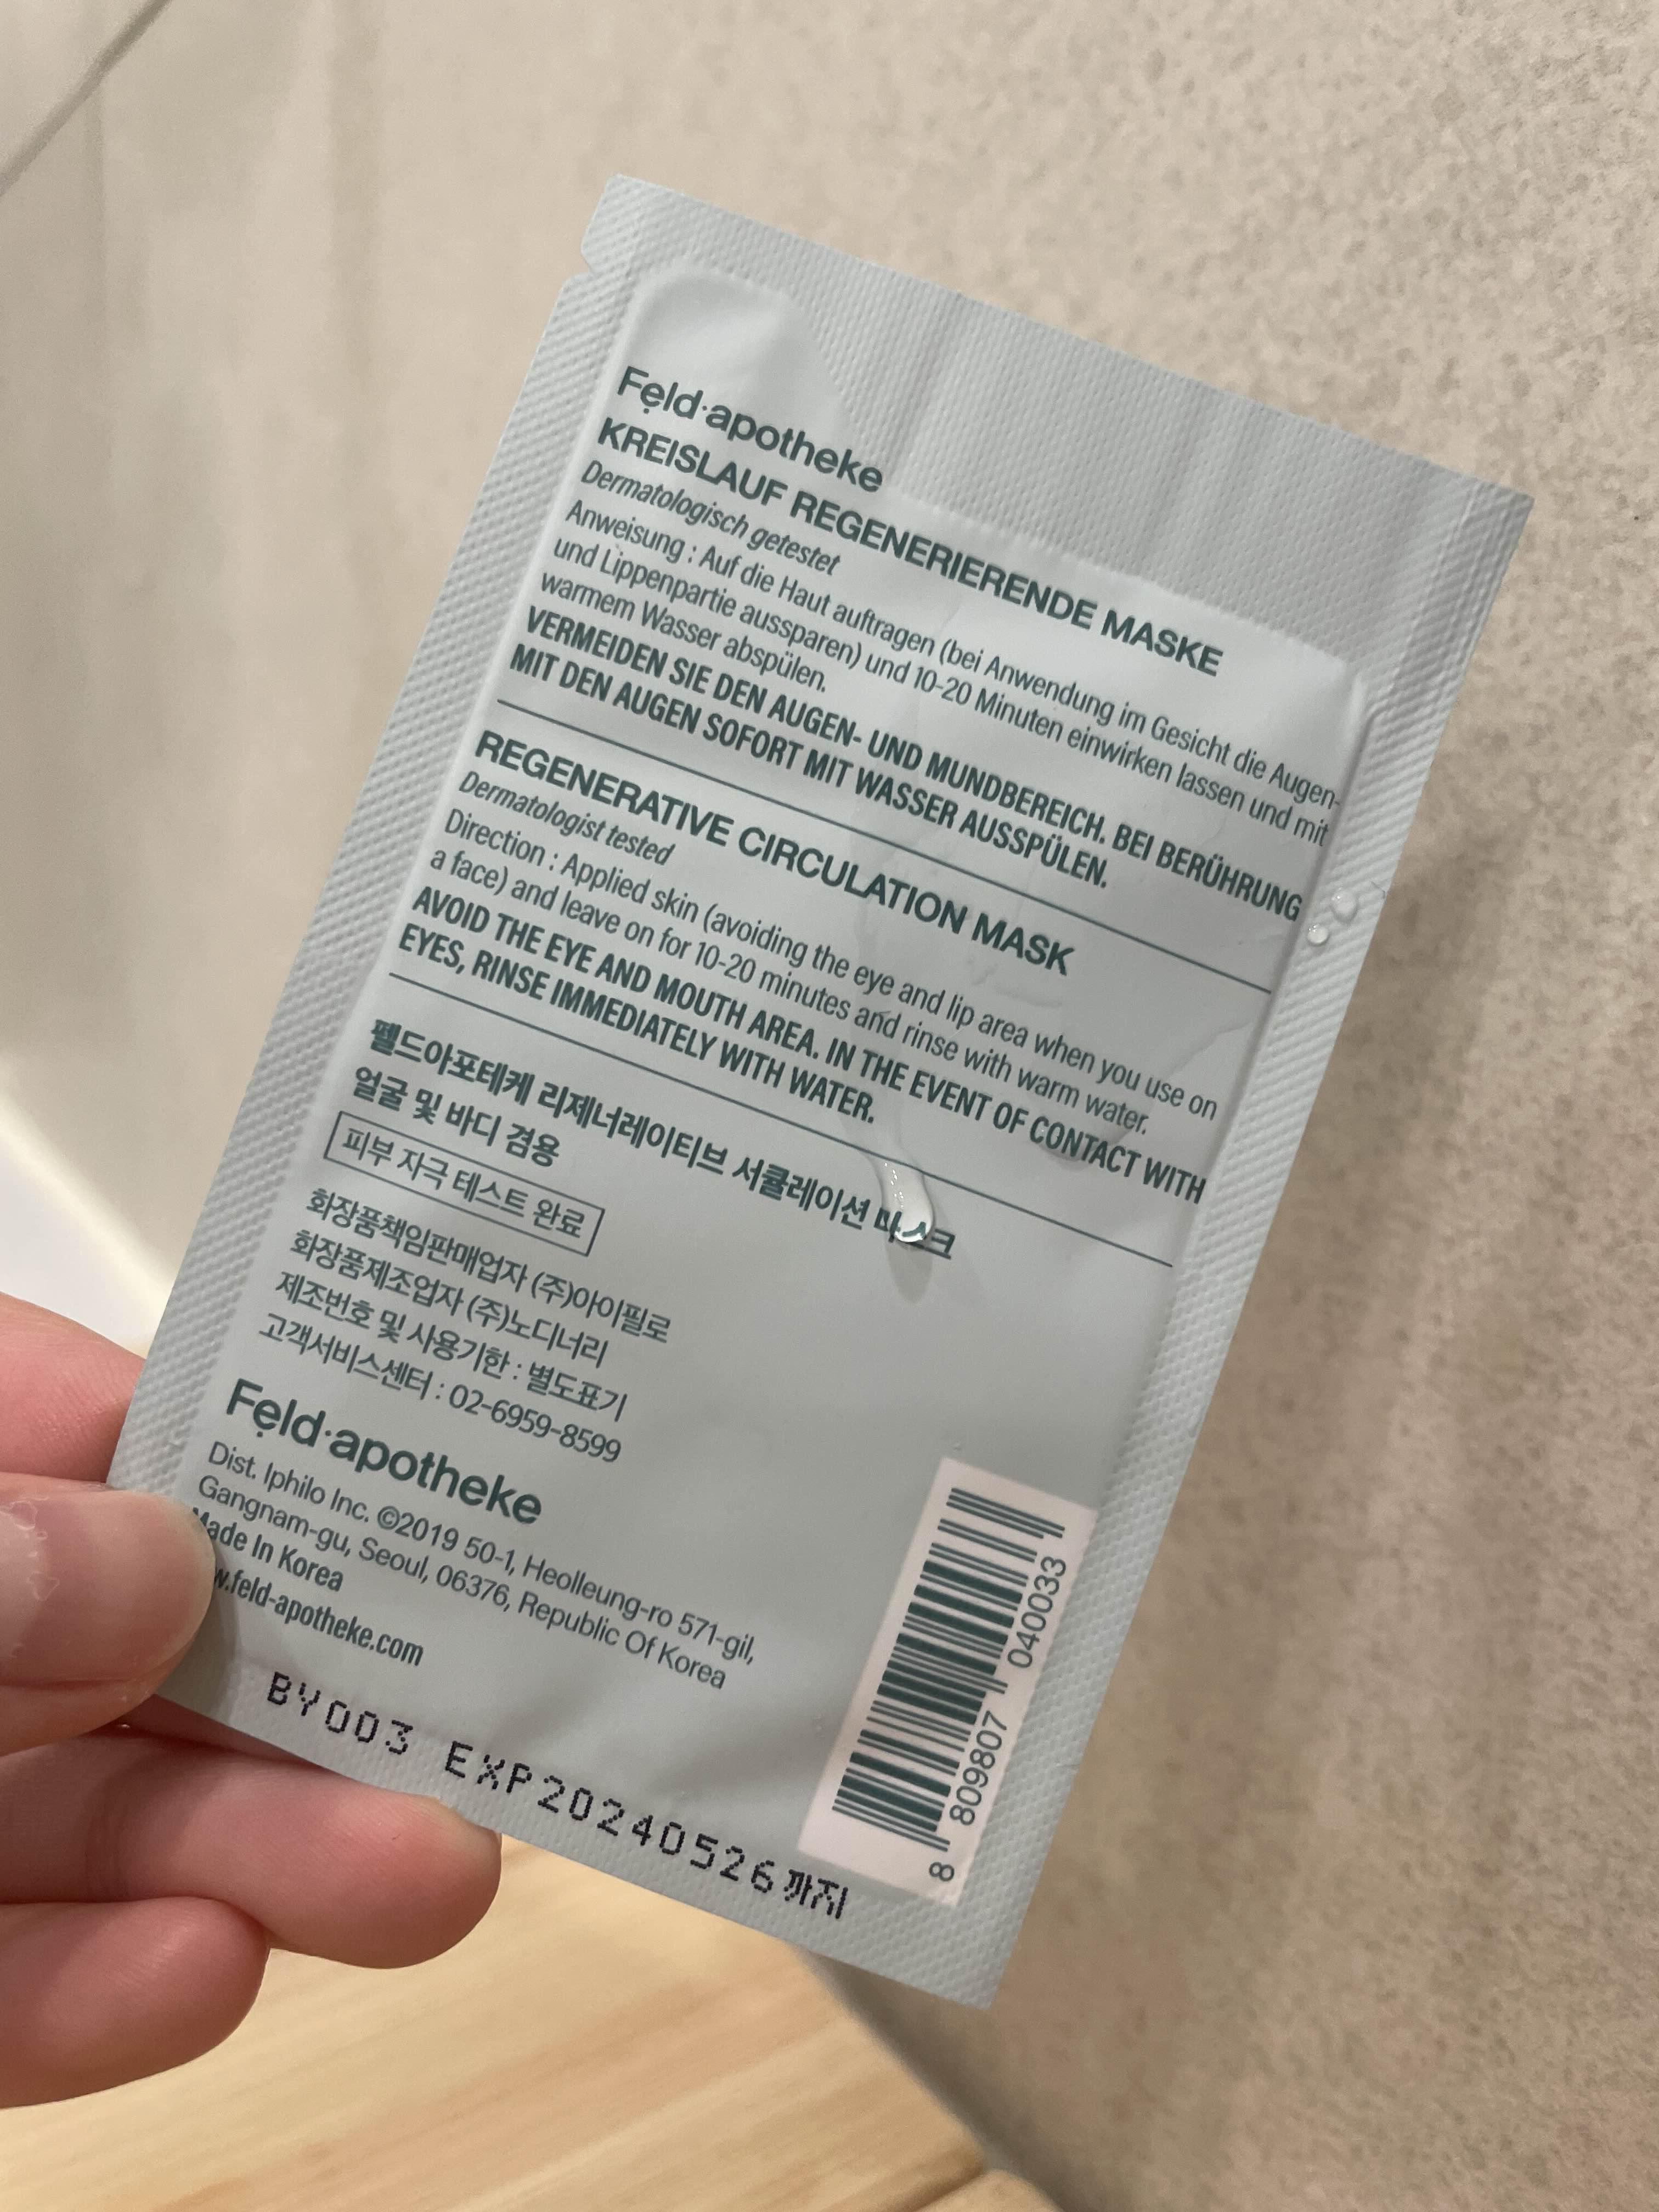 Fẹld·apotheke
KREISLAUF REGENERIERENDE MASKE
Dermatologisch getestet
Anweisung : Auf die Haut auftragen (bei Anwendung im Gesicht die Augen-
und Lippenpartie aussparen) und 10-20 Minuten einwirken lassen und mit
warmem Wasser abspülen.
VERMEIDEN SIE DEN AUGEN- UND MUNDBEREICH. BEI BERÜHRUNG
MIT DEN AUGEN SOFORT MIT WASSER AUSSPÜLEN.
REGENERATIVE CIRCULATION MASK
Dermatologist tested
Direction : Applied skin (avoiding the eye and lip area when you use on
a face) and leave on for 10-20 minutes and rinse with warm water.
AVOID THE EYE AND MOUTH AREA. IN THE EVENT OF CONTACT WITH
EYES, RINSE IMMEDIATELY WITH WATER.
펠드아포테케 리제너레이티브 서큘레이션 마스크
얼굴 및 바디 겸용
피부 자극 테스트 완료
화장품책임판매업자 (주)아이필로
화장품제조업자 (주)노디너리
제조번호 및 사용기한 : 별도표기
고객서비스센터 : 02-6959-8599
Fẹld·apotheke
Dist. Iphilo Inc. ©2019 50-1, Heolleung-ro 571-gil,
Gangnam-gu, Seoul, 06376, Republic Of Korea
Made In Korea
w.feld-apotheke.com
BY003 EXP20240526까지
8 809807 040033